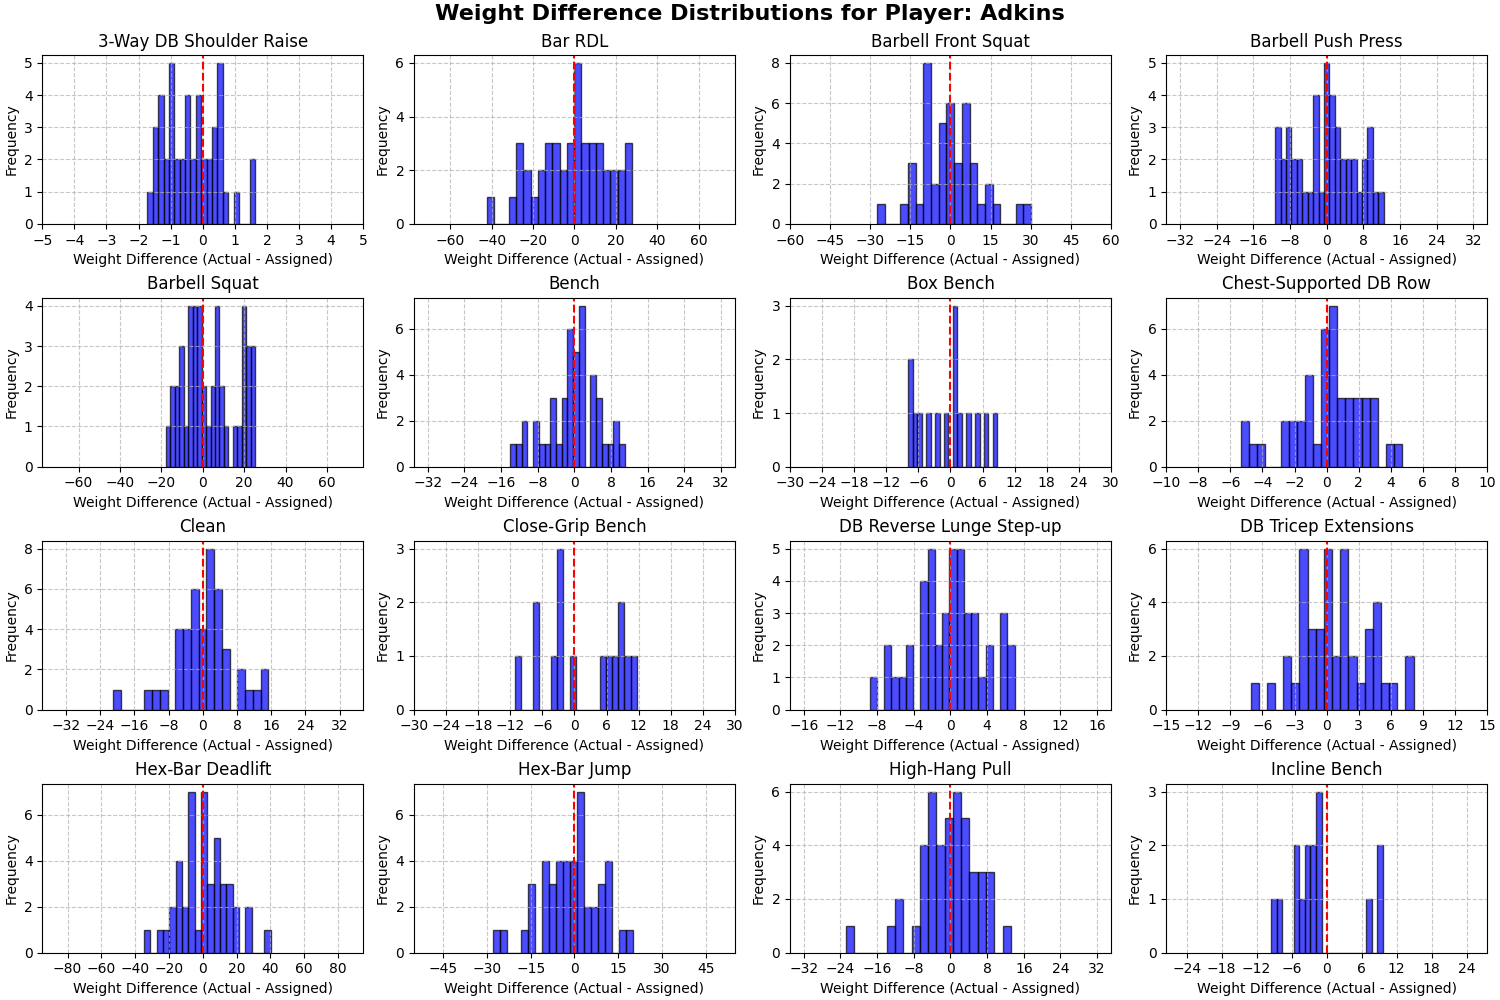 Weight Difference Distributions for Player: Adkins
3-Way DB Shoulder Raise
Frequency
5
4
3
2
1
0
−5 −4 −3 −2 −1 0 1 2 3 4 5
Weight Difference (Actual - Assigned)
Bar RDL
Frequency
6
4
2
0
−60 −40 −20 0 20 40 60
Weight Difference (Actual - Assigned)
Barbell Front Squat
Frequency
8
6
4
2
0
−60 −45 −30 −15 0 15 30 45 60
Weight Difference (Actual - Assigned)
Barbell Push Press
Frequency
5
4
3
2
1
0
−32 −24 −16 −8 0 8 16 24 32
Weight Difference (Actual - Assigned)
Barbell Squat
Frequency
4
3
2
1
0
−60 −40 −20 0 20 40 60
Weight Difference (Actual - Assigned)
Bench
Frequency
6
4
2
0
−32 −24 −16 −8 0 8 16 24 32
Weight Difference (Actual - Assigned)
Box Bench
Frequency
3
2
1
0
−30 −24 −18 −12 −6 0 6 12 18 24 30
Weight Difference (Actual - Assigned)
Chest-Supported DB Row
Frequency
6
4
2
0
−10 −8 −6 −4 −2 0 2 4 6 8 10
Weight Difference (Actual - Assigned)
Clean
Frequency
8
6
4
2
0
−32 −24 −16 −8 0 8 16 24 32
Weight Difference (Actual - Assigned)
Close-Grip Bench
Frequency
3
2
1
0
−30 −24 −18 −12 −6 0 6 12 18 24 30
Weight Difference (Actual - Assigned)
DB Reverse Lunge Step-up
Frequency
5
4
3
2
1
0
−16 −12 −8 −4 0 4 8 12 16
Weight Difference (Actual - Assigned)
DB Tricep Extensions
Frequency
6
4
2
0
−15 −12 −9 −6 −3 0 3 6 9 12 15
Weight Difference (Actual - Assigned)
Hex-Bar Deadlift
Frequency
6
4
2
0
−80 −60 −40 −20 0 20 40 60 80
Weight Difference (Actual - Assigned)
Hex-Bar Jump
Frequency
6
4
2
0
−45 −30 −15 0 15 30 45
Weight Difference (Actual - Assigned)
High-Hang Pull
Frequency
6
4
2
0
−32 −24 −16 −8 0 8 16 24 32
Weight Difference (Actual - Assigned)
Incline Bench
Frequency
3
2
1
0
−24 −18 −12 −6 0 6 12 18 24
Weight Difference (Actual - Assigned)